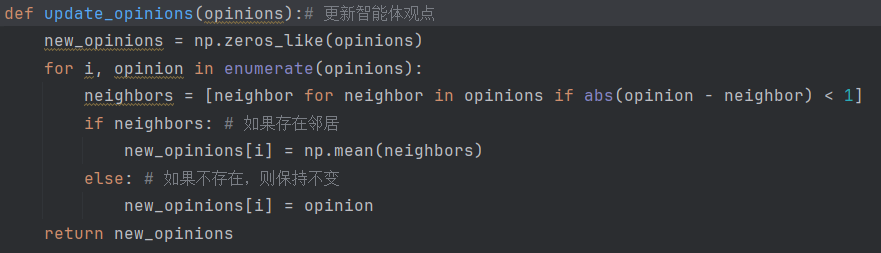 def update_opinions(opinions):# 更新智能体观点
    new_opinions = np.zeros_like(opinions)
    for i, opinion in enumerate(opinions):
        neighbors = [neighbor for neighbor in opinions if abs(opinion - neighbor) < 1]
        if neighbors: # 如果存在邻居
            new_opinions[i] = np.mean(neighbors)
        else: # 如果不存在，则保持不变
            new_opinions[i] = opinion
    return new_opinions